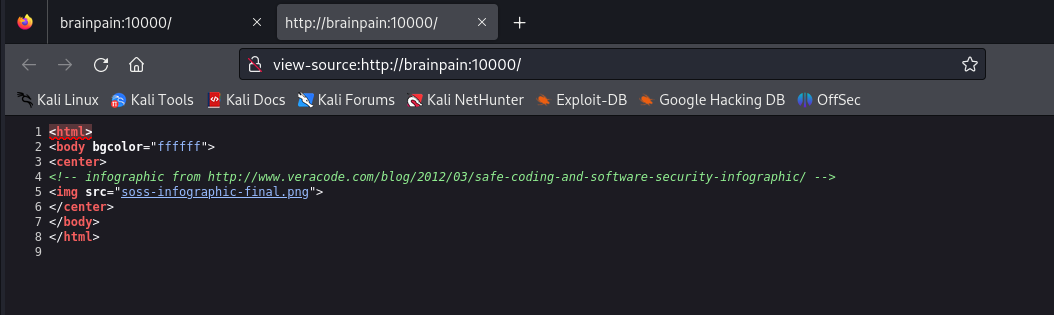 brainpain:10000/ http://brainpain:10000/
view-source:http://brainpain:10000/
Kali Linux Kali Tools Kali Docs Kali Forums Kali NetHunter Exploit-DB Google Hacking DB OffSec
1 <html>
2 <body bgcolor="ffffff">
3 <center>
4 <!-- infographic from http://www.veracode.com/blog/2012/03/safe-coding-and-software-security-infographic/ -->
5 <img src="soss-infographic-final.png">
6 </center>
7 </body>
8 </html>
9